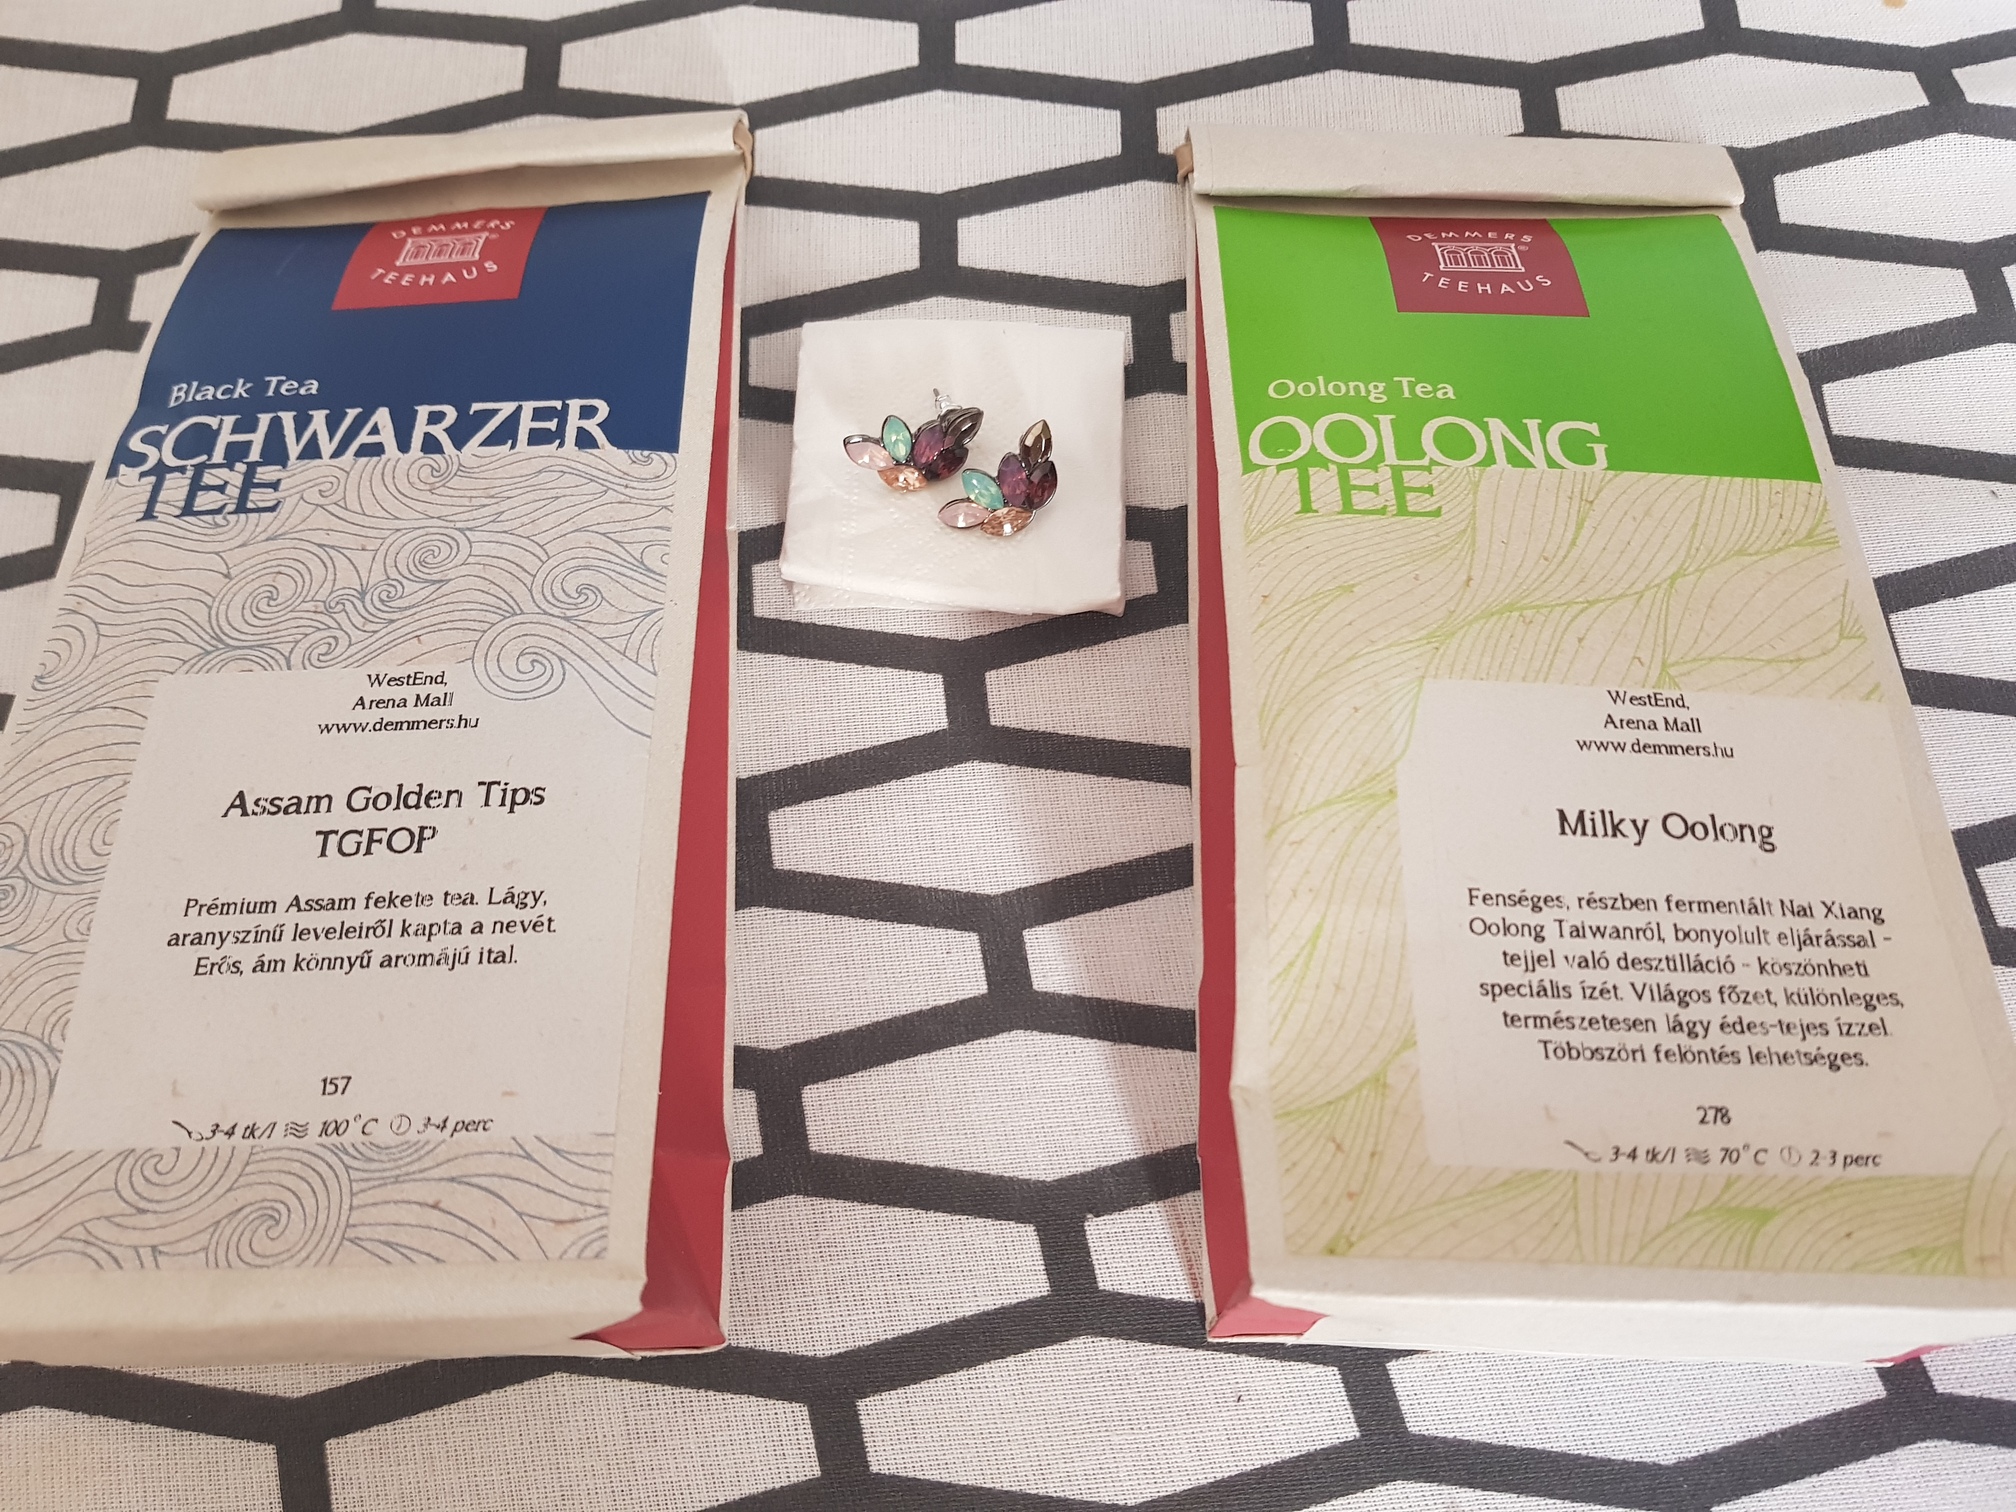 DEMMERS
TEEHAUS
Black Tea
SCHWARZER
TEE
WestEnd,
Arena Mall
www.demmers.hu
Assam Golden Tips
TGFOP
Prémium Assam fekete tea. Lágy,
aranyszínű leveleiről kapta a nevét.
Erős, ám könnyű aromájú ital.
157
3-4 tk/l 100°C 3-4 perc
DEMMERS
TEEHAUS
Oolong Tea
OOLONG
TEE
WestEnd,
Arena Mall
www.demmers.hu
Milky Oolong
Fenséges, részben fermentált Nai Xiang
Oolong Taiwanról, bonyolult eljárással -
tejjel való desztilláció - köszönheti
speciális ízét. Világos főzet, különleges,
természetesen lágy édes-tejes ízzel.
Többszöri felöntés lehetséges.
278
3-4 tk/l 70°C 2-3 perc